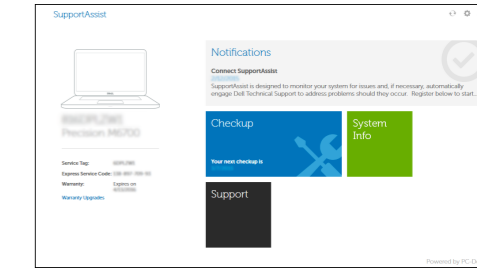 SupportAssist
Precision M6700
Service Tag:
Express Service Code:
Warranty: Expires on
Warranty Upgrades
Notifications
Connect SupportAssist
SupportAssist is designed to monitor your system for issues and, if necessary, automatically
engage Dell Technical Support to address problems should they occur. Register below to start...
Checkup
Your next checkup is
System
Info
Support
Powered by PC-Do